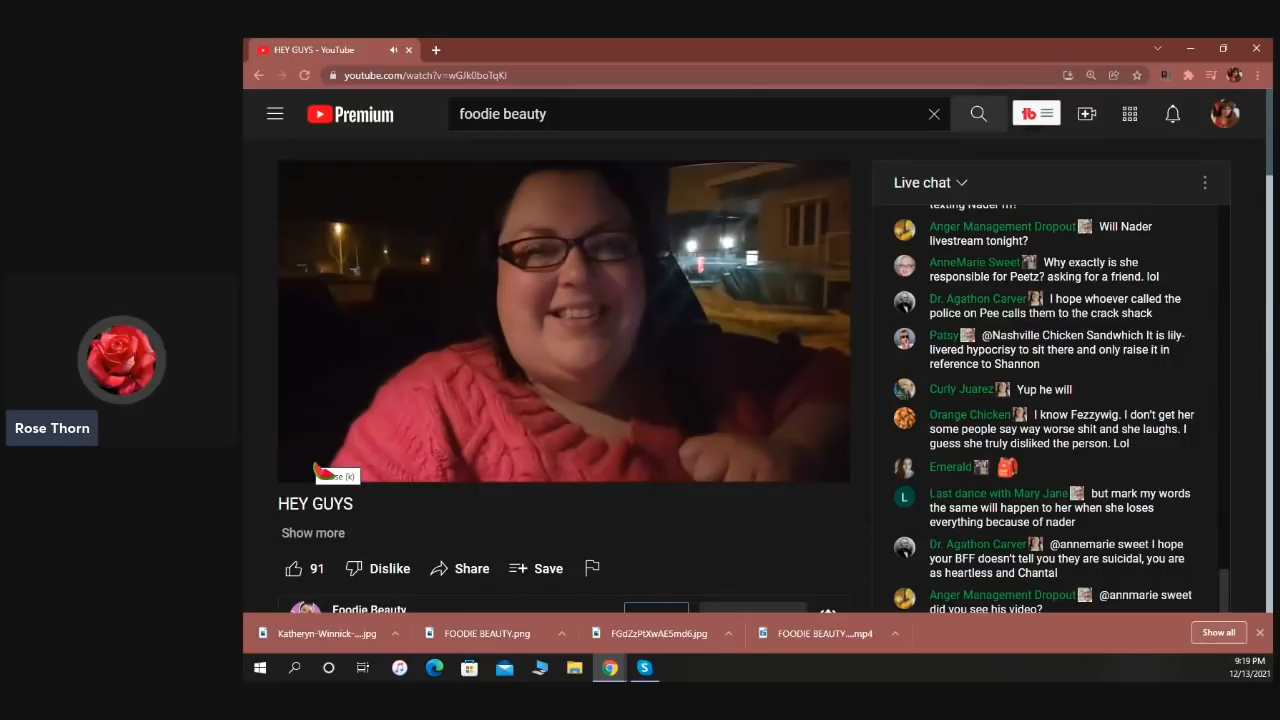 HEY GUYS - YouTube
youtube.com/watch?v=wGJk0boTqKI
Premium
foodie beauty
tb
Live chat
texting Nader
Anger Management Dropout Will Nader
livestream tonight?
AnneMarie Sweet Why exactly is she
responsible for Peetz? asking for a friend. lol
Dr. Agathon Carver I hope whoever called the
police on Pee calls them to the crack shack
Patsy @Nashville Chicken Sandwhich It is lily-
livered hypocrisy to sit there and only raise it in
reference to Shannon
Curly Juarez Yup he will
Orange Chicken I know Fezzywig. I don't get her
some people say way worse shit and she laughs. I
guess she truly disliked the person. Lol
Emerald
L
Last dance with Mary Jane but mark my words
the same will happen to her when she loses
everything because of nader
Dr. Agathon Carver @annemarie sweet I hope
your BFF doesn't tell you they are suicidal, you are
as heartless and Chantal
Anger Management Dropout @annmarie sweet
did you see his video?
Rose Thorn
(k)
HEY GUYS
Show more
91 Dislike Share Save
Foodie Beauty
Katheryn-Winnick-....jpg FOODIE BEAUTY.png FGdZzPtXwAE5md6.jpg FOODIE BEAUTY....mp4 Show all
9:19 PM
12/13/2021